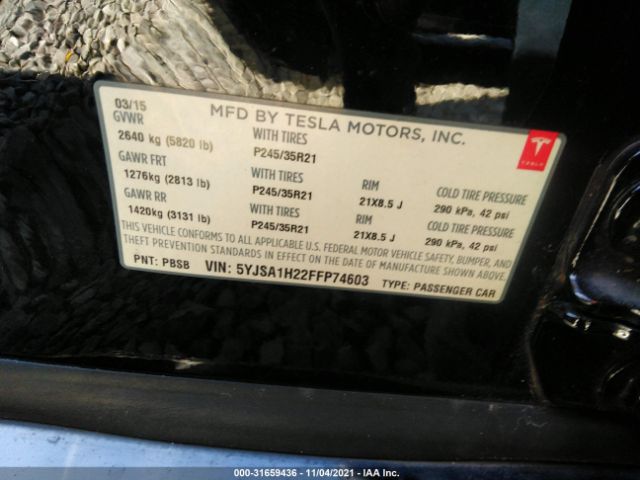 03/15
MFD BY TESLA MOTORS, INC.
GVWR
2640 kg (5820 lb)
WITH TIRES
P245/35R21
TESLA
GAWR FRT
1276kg (2813 lb)
WITH TIRES
P245/35R21
RIM
21X8.5 J
COLD TIRE PRESSURE
290 kPa, 42 psi
GAWR RR
1420kg (3131 lb)
WITH TIRES
P245/35R21
RIM
21X8.5 J
COLD TIRE PRESSURE
290 kPa, 42 psi
THIS VEHICLE CONFORMS TO ALL APPLICABLE U.S. FEDERAL MOTOR VEHICLE SAFETY, BUMPER, AND
THEFT PREVENTION STANDARDS IN EFFECT ON THE DATE OF MANUFACTURE SHOWN ABOVE.
PNT: PBSB VIN: 5YJSA1H22FFP74603 TYPE: PASSENGER CAR
000-31659436 - 11/04/2021 - IAA Inc.